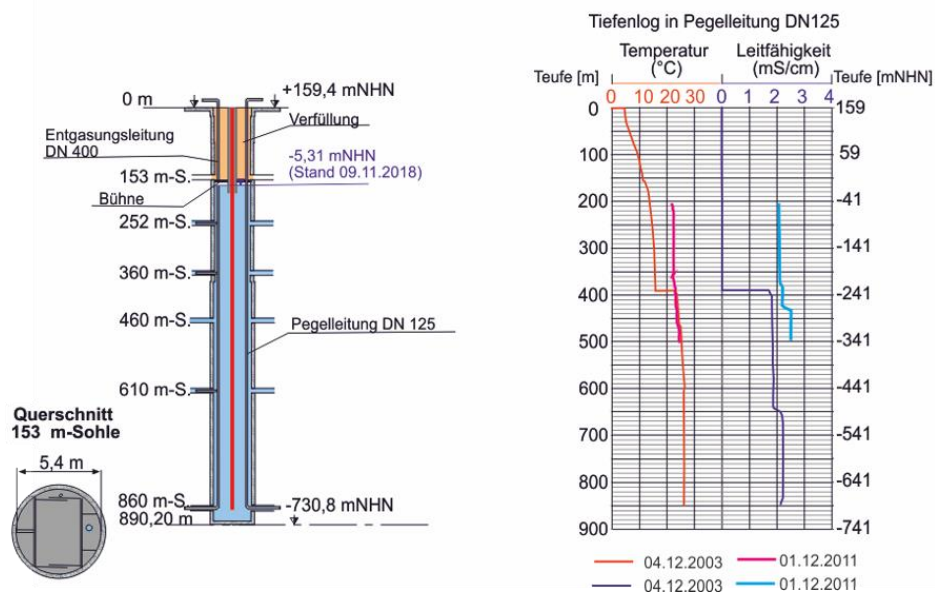 0 m
+159,4 mNHN
Entgasungsleitung
DN 400
Verfüllung
-5,31 mNHN
(Stand 09.11.2018)
153 m-S.
Bühne
252 m-S.
360 m-S.
460 m-S.
Pegelleitung DN 125
610 m-S.
Querschnitt
153 m-Sohle
5,4 m
860 m-S.
890,20 m
-730,8 mNHN
Tiefenlog in Pegelleitung DN125
Temperatur
(°C)
Leitfähigkeit
(mS/cm)
Teufe [m]
Teufe [mNHN]
0 10 20 30
0 1 2 3 4
0 159
100 59
200 -41
300 -141
400 -241
500 -341
600 -441
700 -541
800 -641
900 -741
04.12.2003 01.12.2011
04.12.2003 01.12.2011